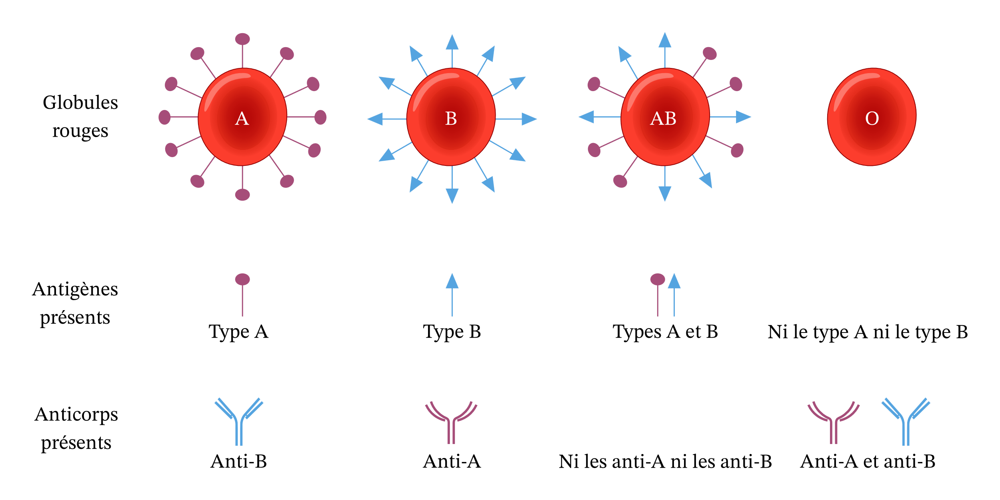 A
B
AB
O
Globules
rouges
Antigènes
présents
Type A
Type B
Types A et B
Ni le type A ni le type B
Anticorps
présents
Anti-B
Anti-A
Ni les anti-A ni les anti-B
Anti-A et anti-B